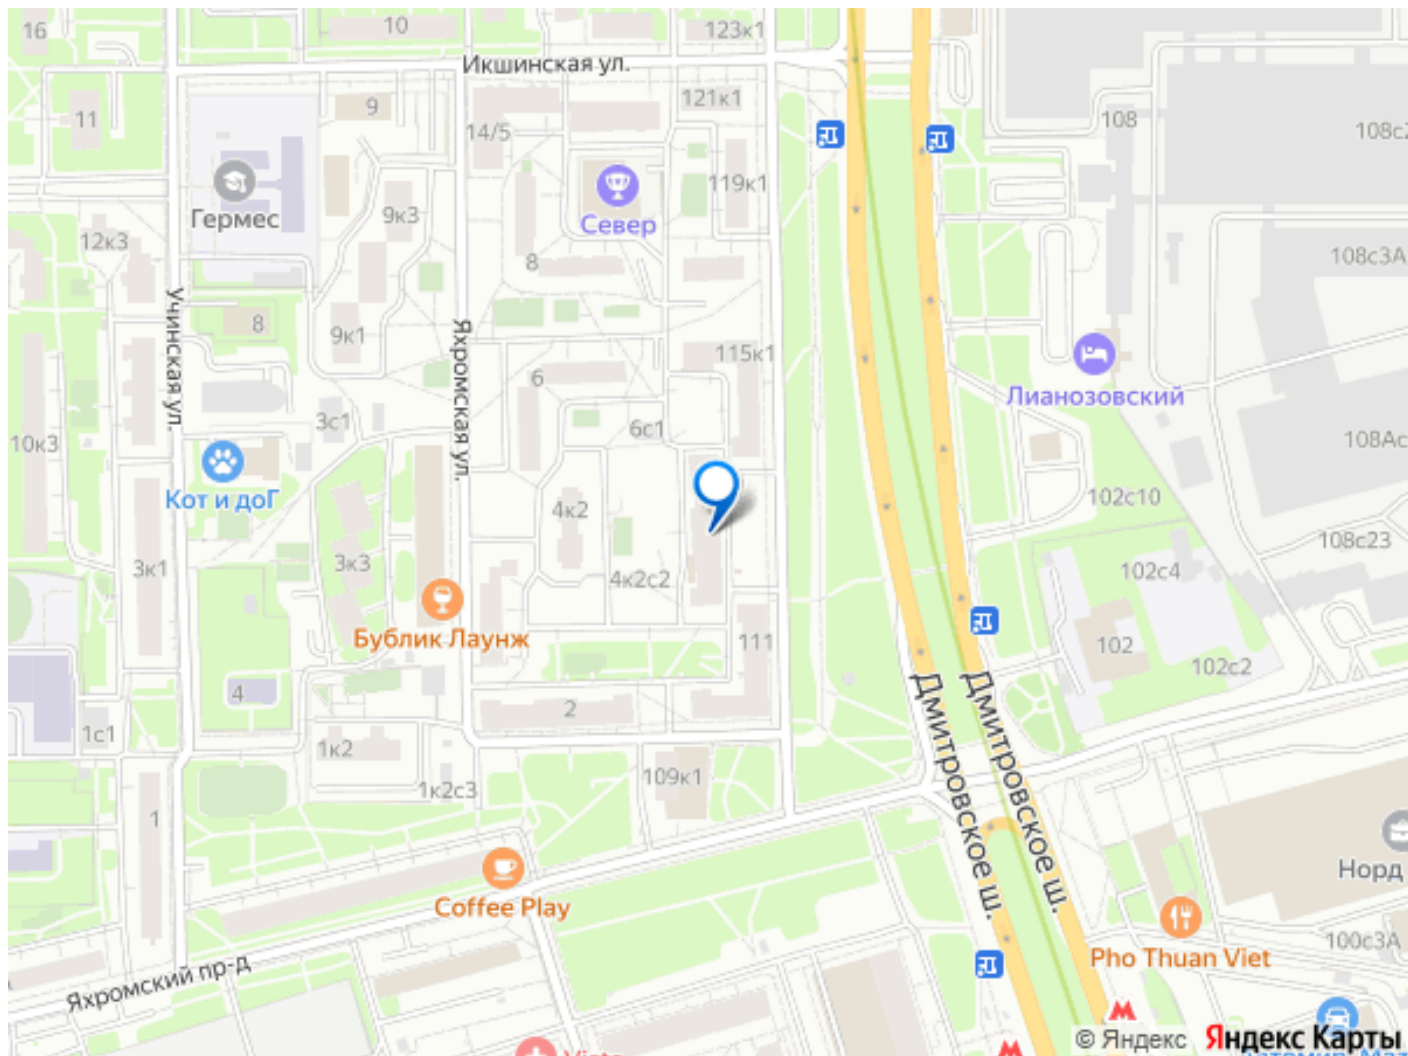 16
10
123к1
Икшинская ул.
9
121к1
11
14/5
108
Гермес
9к3
Север
119к1
12к3
8
108с3А
Учинская ул.
8
9к1
Яхромская ул.
115к1
6
Лианозовский
3с1
6с1
10к3
Кот и доГ
4к2
102с10
3к1
3к3
4к2с2
108с23
102с4
Бублик Лаунж
111
102
102с2
4
2
Дмитровское ш.
Дмитровское ш.
1с1
1к2
1к2с3
109к1
1
Норд
Coffee Play
100с3А
Pho Thuan Viet
Яхромский пр-д
© Яндекс
Яндекс Карты